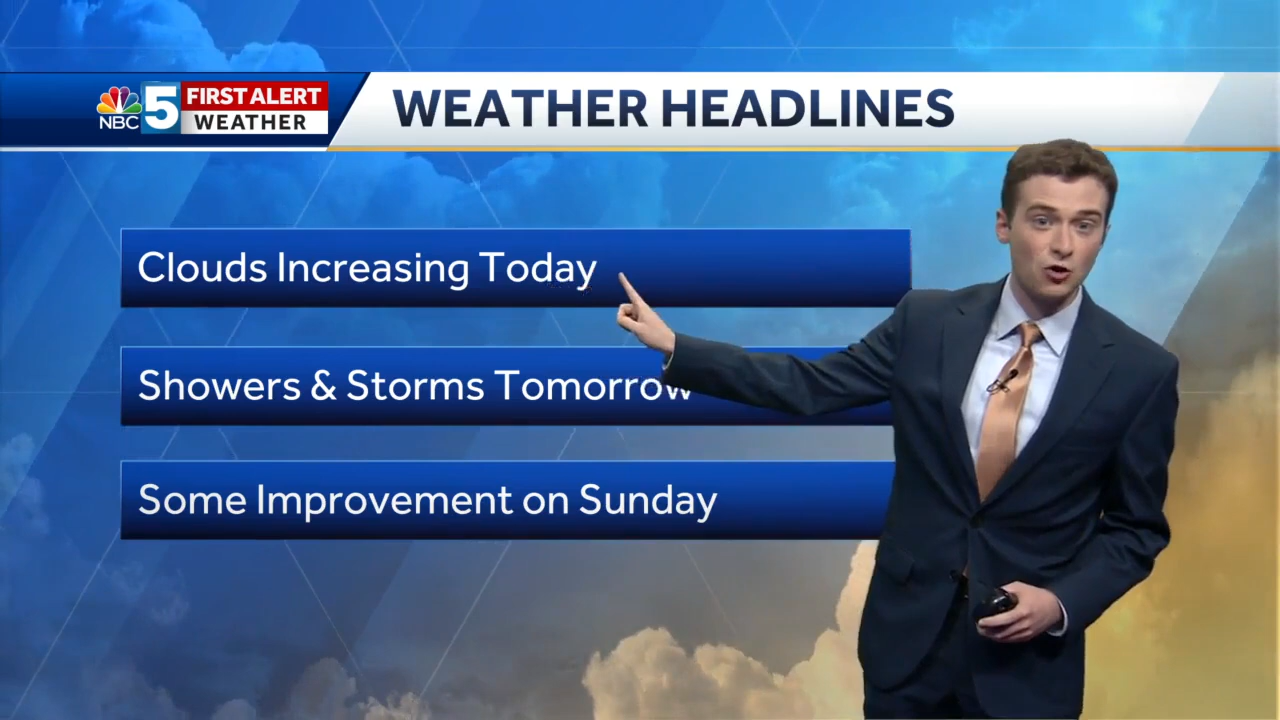 NBC 5 FIRST ALERT
WEATHER
WEATHER HEADLINES
Clouds Increasing Today
Showers & Storms Tomorrow
Some Improvement on Sunday